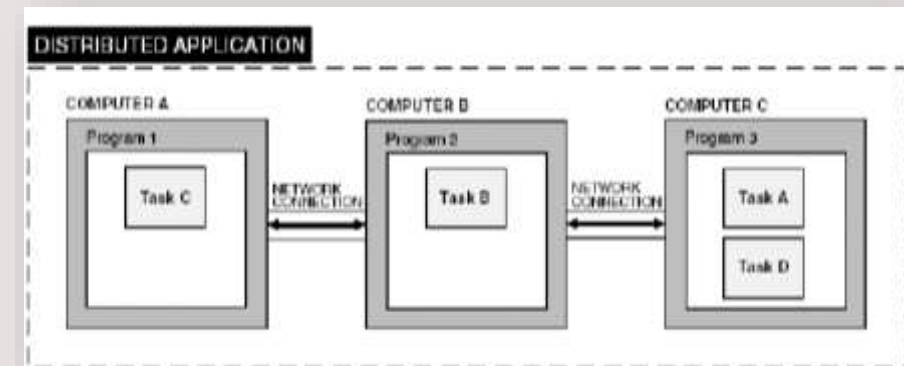 DISTRIBUTED APPLICATION
COMPUTER A
COMPUTER B
COMPUTER C
Program 1
Program 2
Program 3
Task C
NETWORK
CONNECTION
Task B
NETWORK
CONNECTION
Task A
Task D